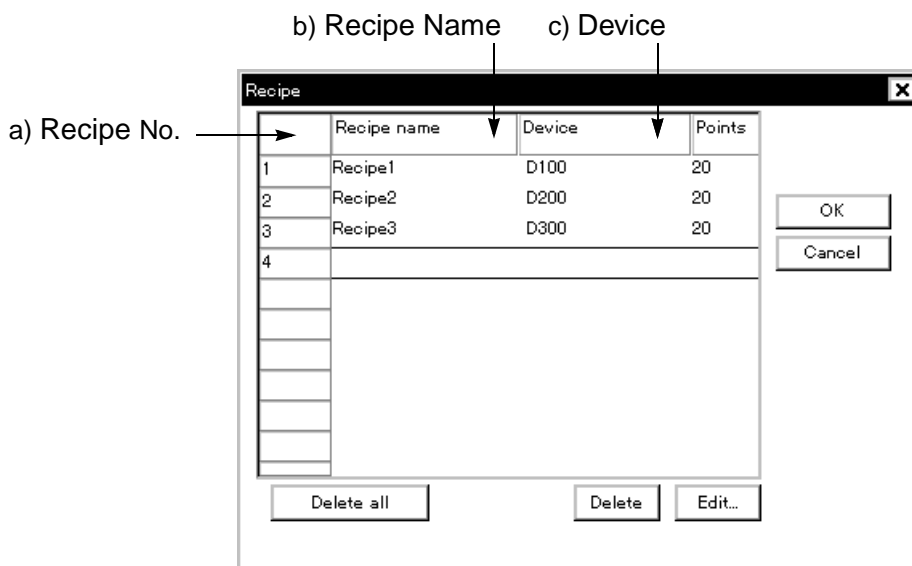 b) Recipe Name c) Device
Recipe
a) Recipe No.
Recipe name Device Points
1 Recipe1 D100 20
2 Recipe2 D200 20
3 Recipe3 D300 20
4
OK
Cancel
Delete all Delete Edit...